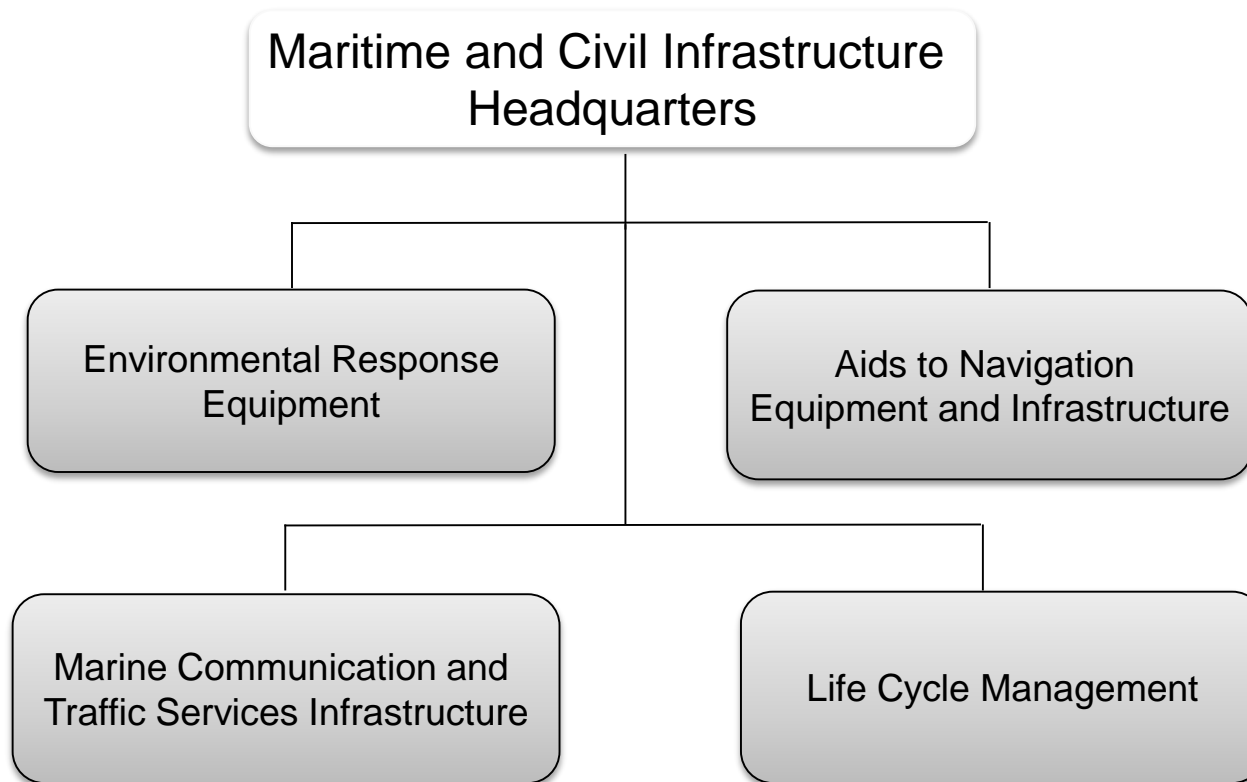 Maritime and Civil Infrastructure
Headquarters
Environmental Response
Equipment
Aids to Navigation
Equipment and Infrastructure
Marine Communication and
Traffic Services Infrastructure
Life Cycle Management